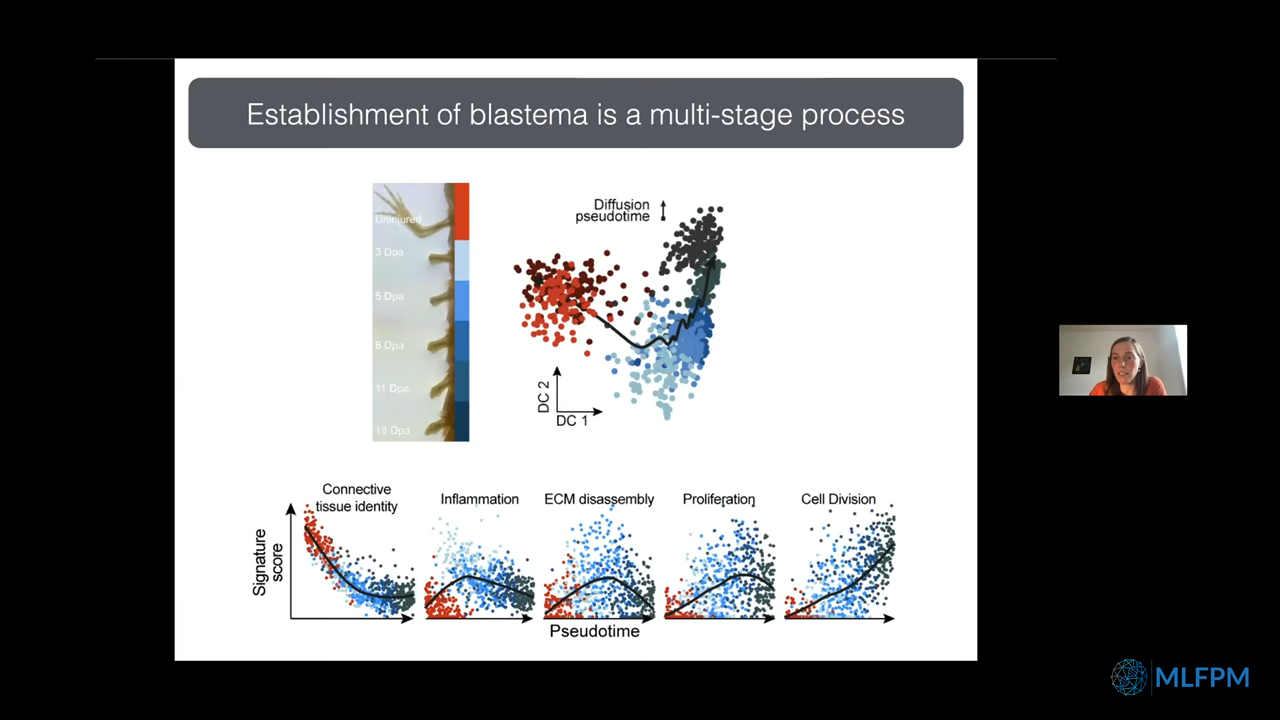 Establishment of blastema is a multi-stage process
Uninjured
3 Dpa
5 Dpa
8 Dpa
11 Dpa
18 Dpa
Diffusion
pseudotime
DC 2
DC 1
Connective
tissue identity
Inflammation
ECM disassembly
Proliferation
Cell Division
Signature
score
Pseudotime
MLFPM